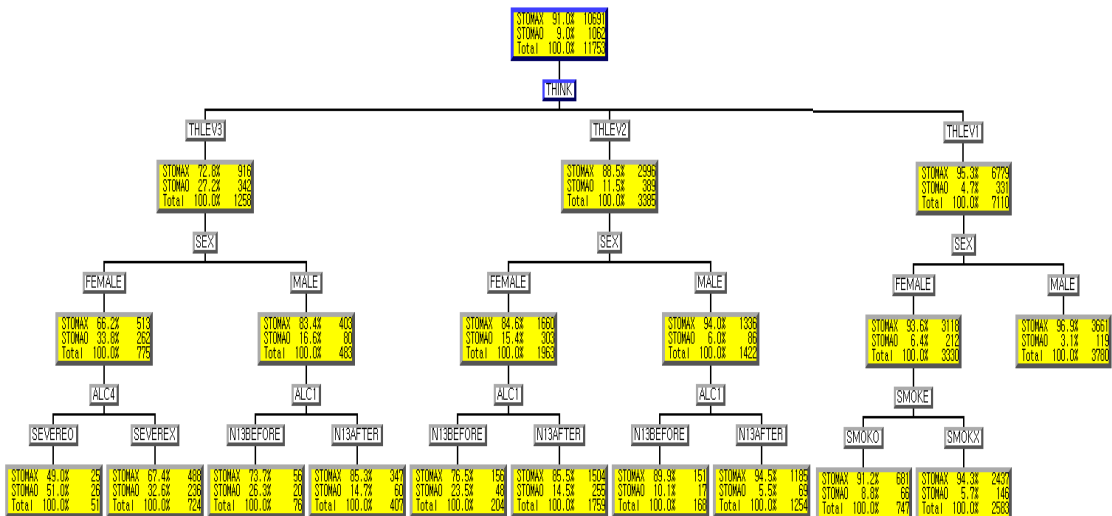 STOMAX 91.0% 10691
STOMAO 9.0% 1062
Total 100.0% 11753
THINK
THLEV3
THLEV2
THLEV1
STOMAX 72.8% 916
STOMAO 27.2% 342
Total 100.0% 1258
STOMAX 88.5% 2996
STOMAO 11.5% 389
Total 100.0% 3385
STOMAX 95.3% 6779
STOMAO 4.7% 331
Total 100.0% 7110
SEX
SEX
SEX
FEMALE
MALE
FEMALE
MALE
FEMALE
MALE
STOMAX 66.2% 513
STOMAO 33.8% 262
Total 100.0% 775
STOMAX 83.4% 403
STOMAO 16.6% 80
Total 100.0% 483
STOMAX 84.6% 1660
STOMAO 15.4% 303
Total 100.0% 1963
STOMAX 94.0% 1336
STOMAO 6.0% 86
Total 100.0% 1422
STOMAX 93.6% 3118
STOMAO 6.4% 212
Total 100.0% 3330
STOMAX 96.9% 3661
STOMAO 3.1% 119
Total 100.0% 3780
ALC4
ALC1
ALC1
ALC1
SMOKE
SEVEREO
SEVEREX
N13BEFORE
N13AFTER
N13BEFORE
N13AFTER
N13BEFORE
N13AFTER
SMOKO
SMOKX
STOMAX 49.0% 25
STOMAO 51.0% 26
Total 100.0% 51
STOMAX 67.4% 488
STOMAO 32.6% 236
Total 100.0% 724
STOMAX 73.7% 56
STOMAO 26.3% 20
Total 100.0% 76
STOMAX 85.3% 347
STOMAO 14.7% 60
Total 100.0% 407
STOMAX 76.5% 156
STOMAO 23.5% 48
Total 100.0% 204
STOMAX 85.5% 1504
STOMAO 14.5% 255
Total 100.0% 1759
STOMAX 89.9% 151
STOMAO 10.1% 17
Total 100.0% 168
STOMAX 94.5% 1185
STOMAO 5.5% 69
Total 100.0% 1254
STOMAX 91.2% 681
STOMAO 8.8% 66
Total 100.0% 747
STOMAX 94.3% 2437
STOMAO 5.7% 146
Total 100.0% 2583